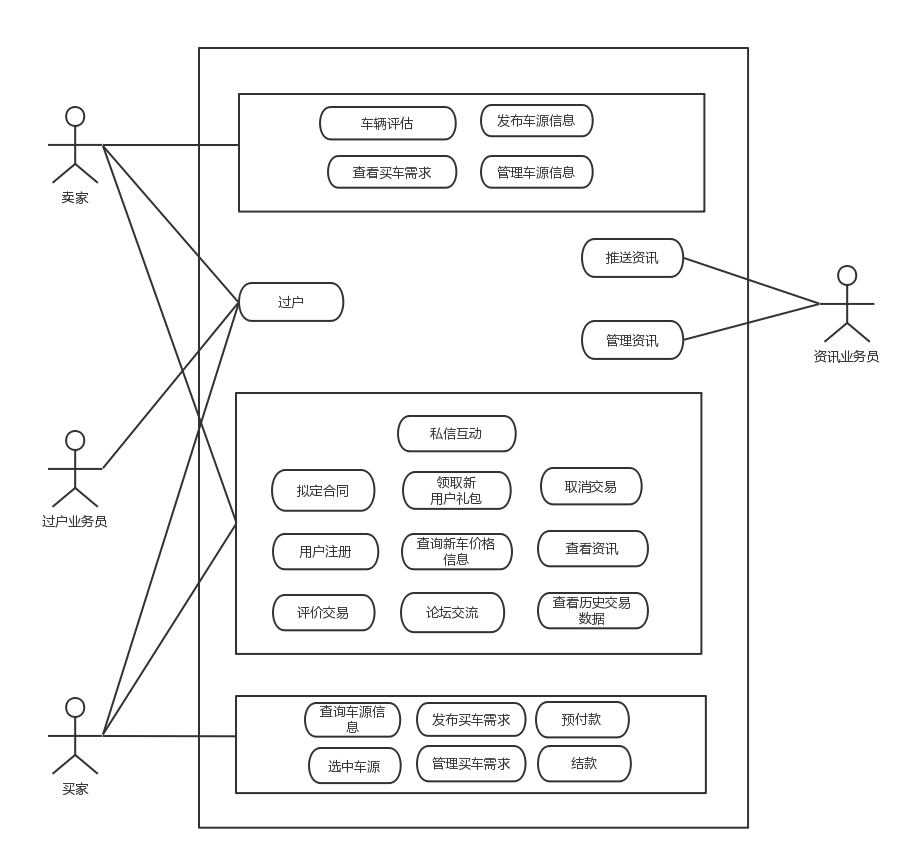 车辆评估
发布车源信息
查看买车需求
管理车源信息
卖家
推送资讯
过户
管理资讯
资讯业务员
私信互动
拟定合同
领取新
用户礼包
取消交易
过户业务员
用户注册
查询新车价格
信息
查看资讯
评价交易
论坛交流
查看历史交易
数据
查询车源信
息
发布买车需求
预付款
选中车源
管理买车需求
结款
买家